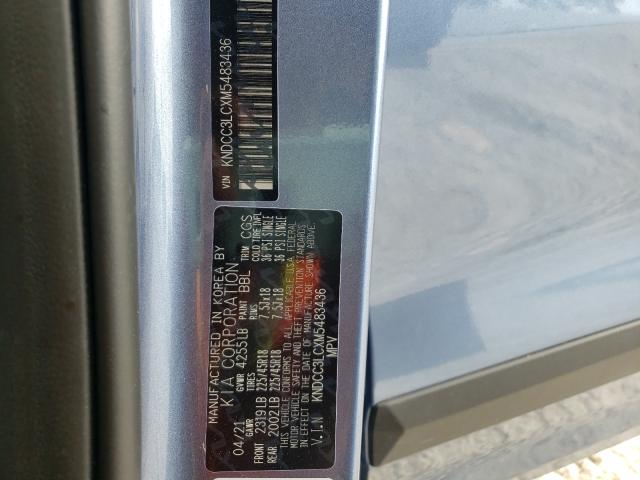 VIN KNDCC3LCXM5483436
MANUFACTURED IN KOREA BY
KIA CORPORATION
04/21 GVWR 4255LB PAINT BBL TRIM CGS
GAWR TIRES RIMS COLD TIRE INFL
FRONT 2319LB 225/45R18 7.5Jx18 36 PSI SINGLE
REAR 2002LB 225/45R18 7.5Jx18 36 PSI SINGLE
THIS VEHICLE CONFORMS TO ALL APPLICABLE U.S.A. FEDERAL
MOTOR VEHICLE SAFETY AND THEFT PREVENTION STANDARDS
IN EFFECT ON THE DATE OF MANUFACTURE SHOWN ABOVE.
V.I.N KNDCC3LCXM5483436
MPV